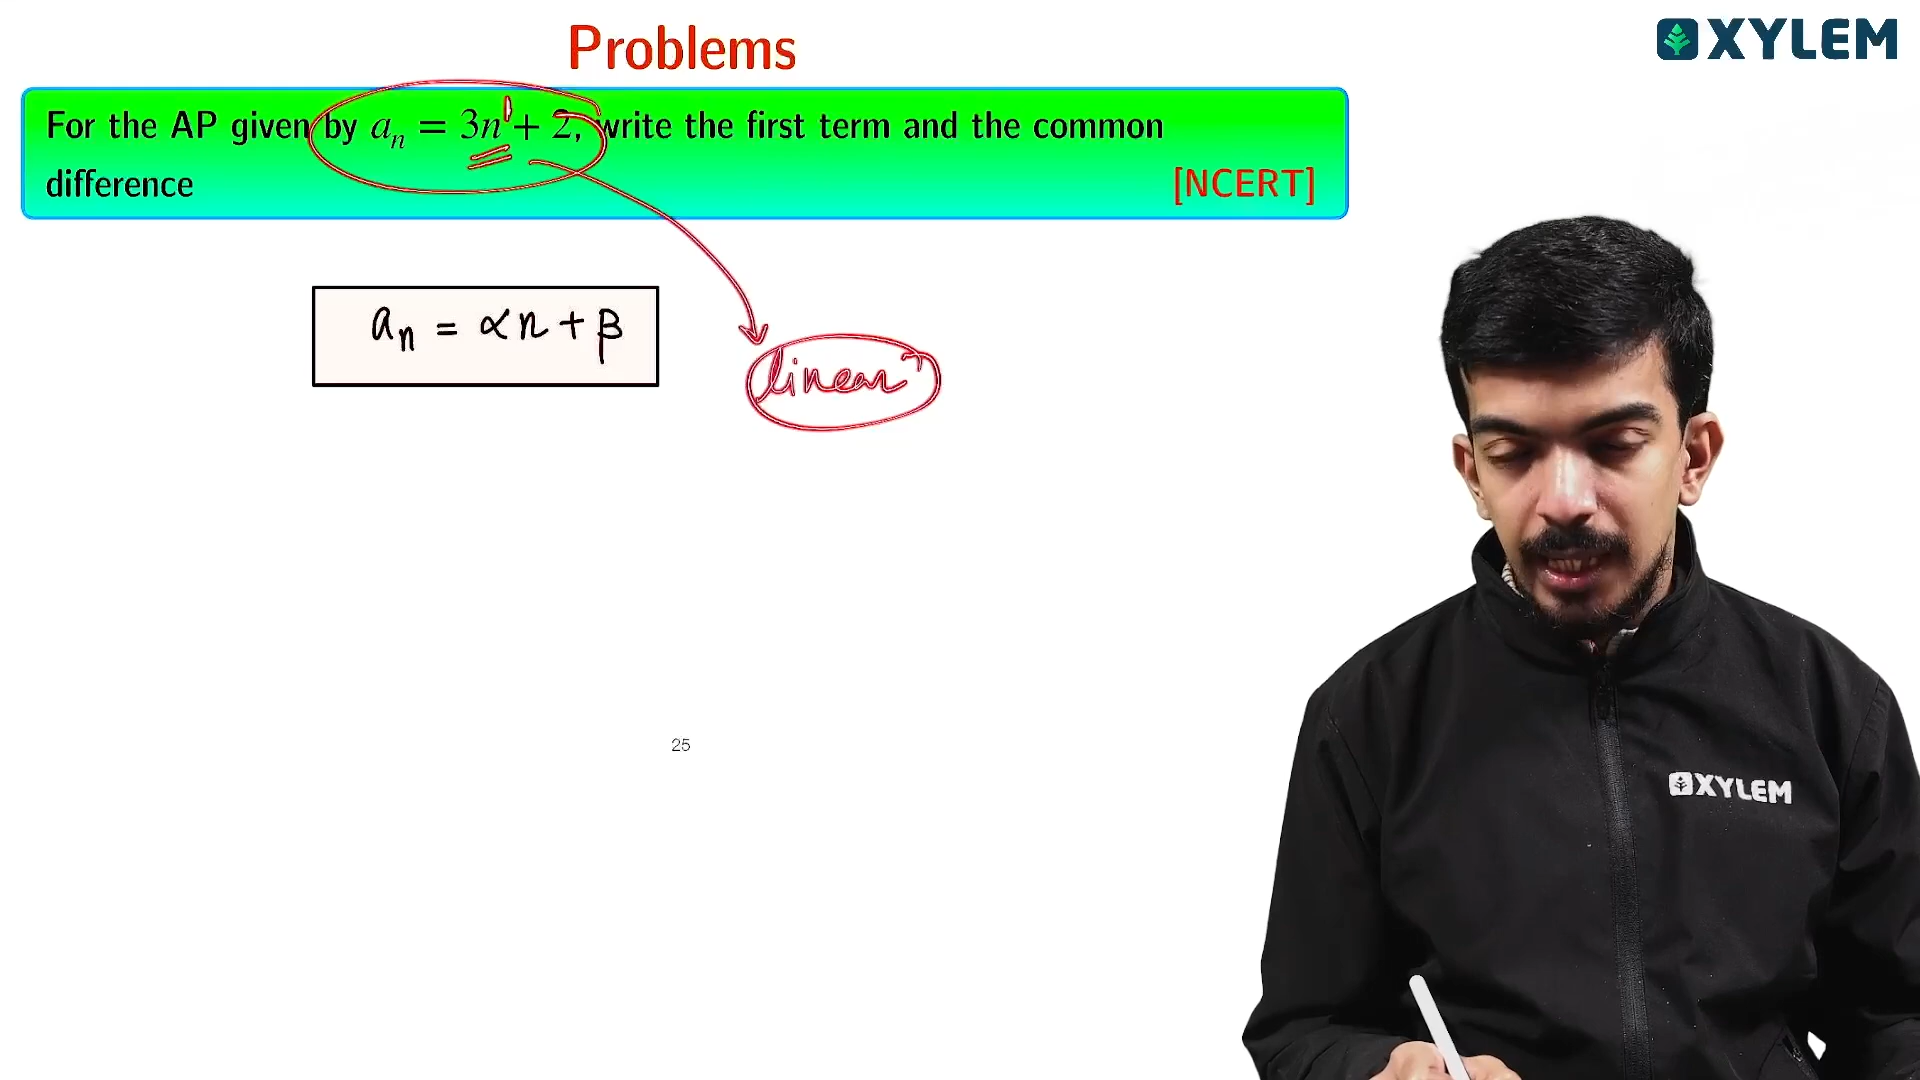 Problems
XYLEM
For the AP given by aₙ = 3n¹ + 2, write the first term and the common
difference
[NCERT]
aₙ = αn + β
linear
25
XYLEM